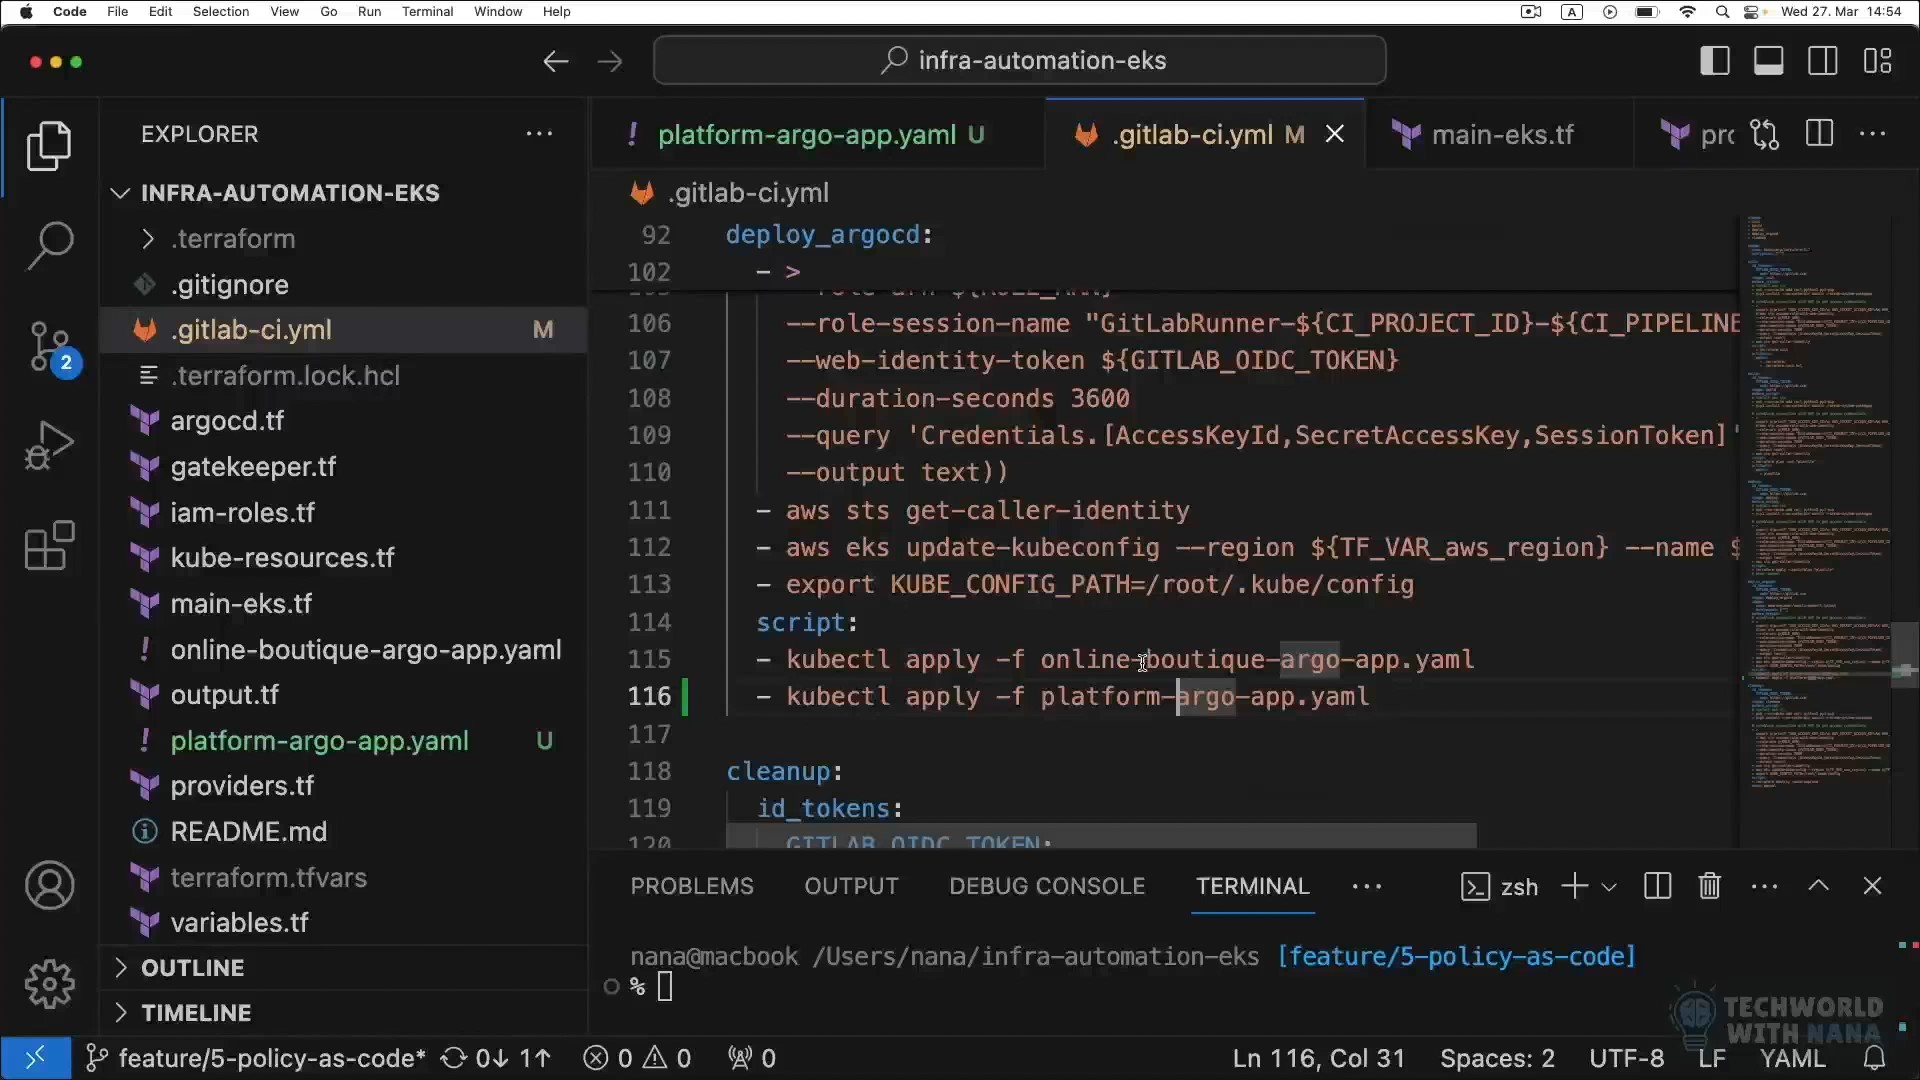 Code File Edit Selection View Go Run Terminal Window Help
A Wed 27. Mar 14:54
infra-automation-eks
EXPLORER
INFRA-AUTOMATION-EKS
.terraform
.gitignore
.gitlab-ci.yml M
.terraform.lock.hcl
argocd.tf
gatekeeper.tf
iam-roles.tf
kube-resources.tf
main-eks.tf
online-boutique-argo-app.yaml
output.tf
platform-argo-app.yaml U
providers.tf
README.md
terraform.tfvars
variables.tf
OUTLINE
TIMELINE
2
platform-argo-app.yaml U
.gitlab-ci.yml M
main-eks.tf
.gitlab-ci.yml
92 deploy_argocd:
102 - >
106 --role-session-name "GitLabRunner-${CI_PROJECT_ID}-${CI_PIPELINE
107 --web-identity-token ${GITLAB_OIDC_TOKEN}
108 --duration-seconds 3600
109 --query 'Credentials.[AccessKeyId,SecretAccessKey,SessionToken]'
110 --output text))
111 - aws sts get-caller-identity
112 - aws eks update-kubeconfig --region ${TF_VAR_aws_region} --name $
113 - export KUBE_CONFIG_PATH=/root/.kube/config
114 script:
115 - kubectl apply -f online-boutique-argo-app.yaml
116 - kubectl apply -f platform-argo-app.yaml
117
118 cleanup:
119 id_tokens:
120 GITLAB_OIDC_TOKEN:
PROBLEMS OUTPUT DEBUG CONSOLE TERMINAL
zsh
nana@macbook /Users/nana/infra-automation-eks [feature/5-policy-as-code]
%
TECHWORLD
WITH NANA
feature/5-policy-as-code* 0↓ 1↑ 0 0 0
Ln 116, Col 31 Spaces: 2 UTF-8 LF YAML